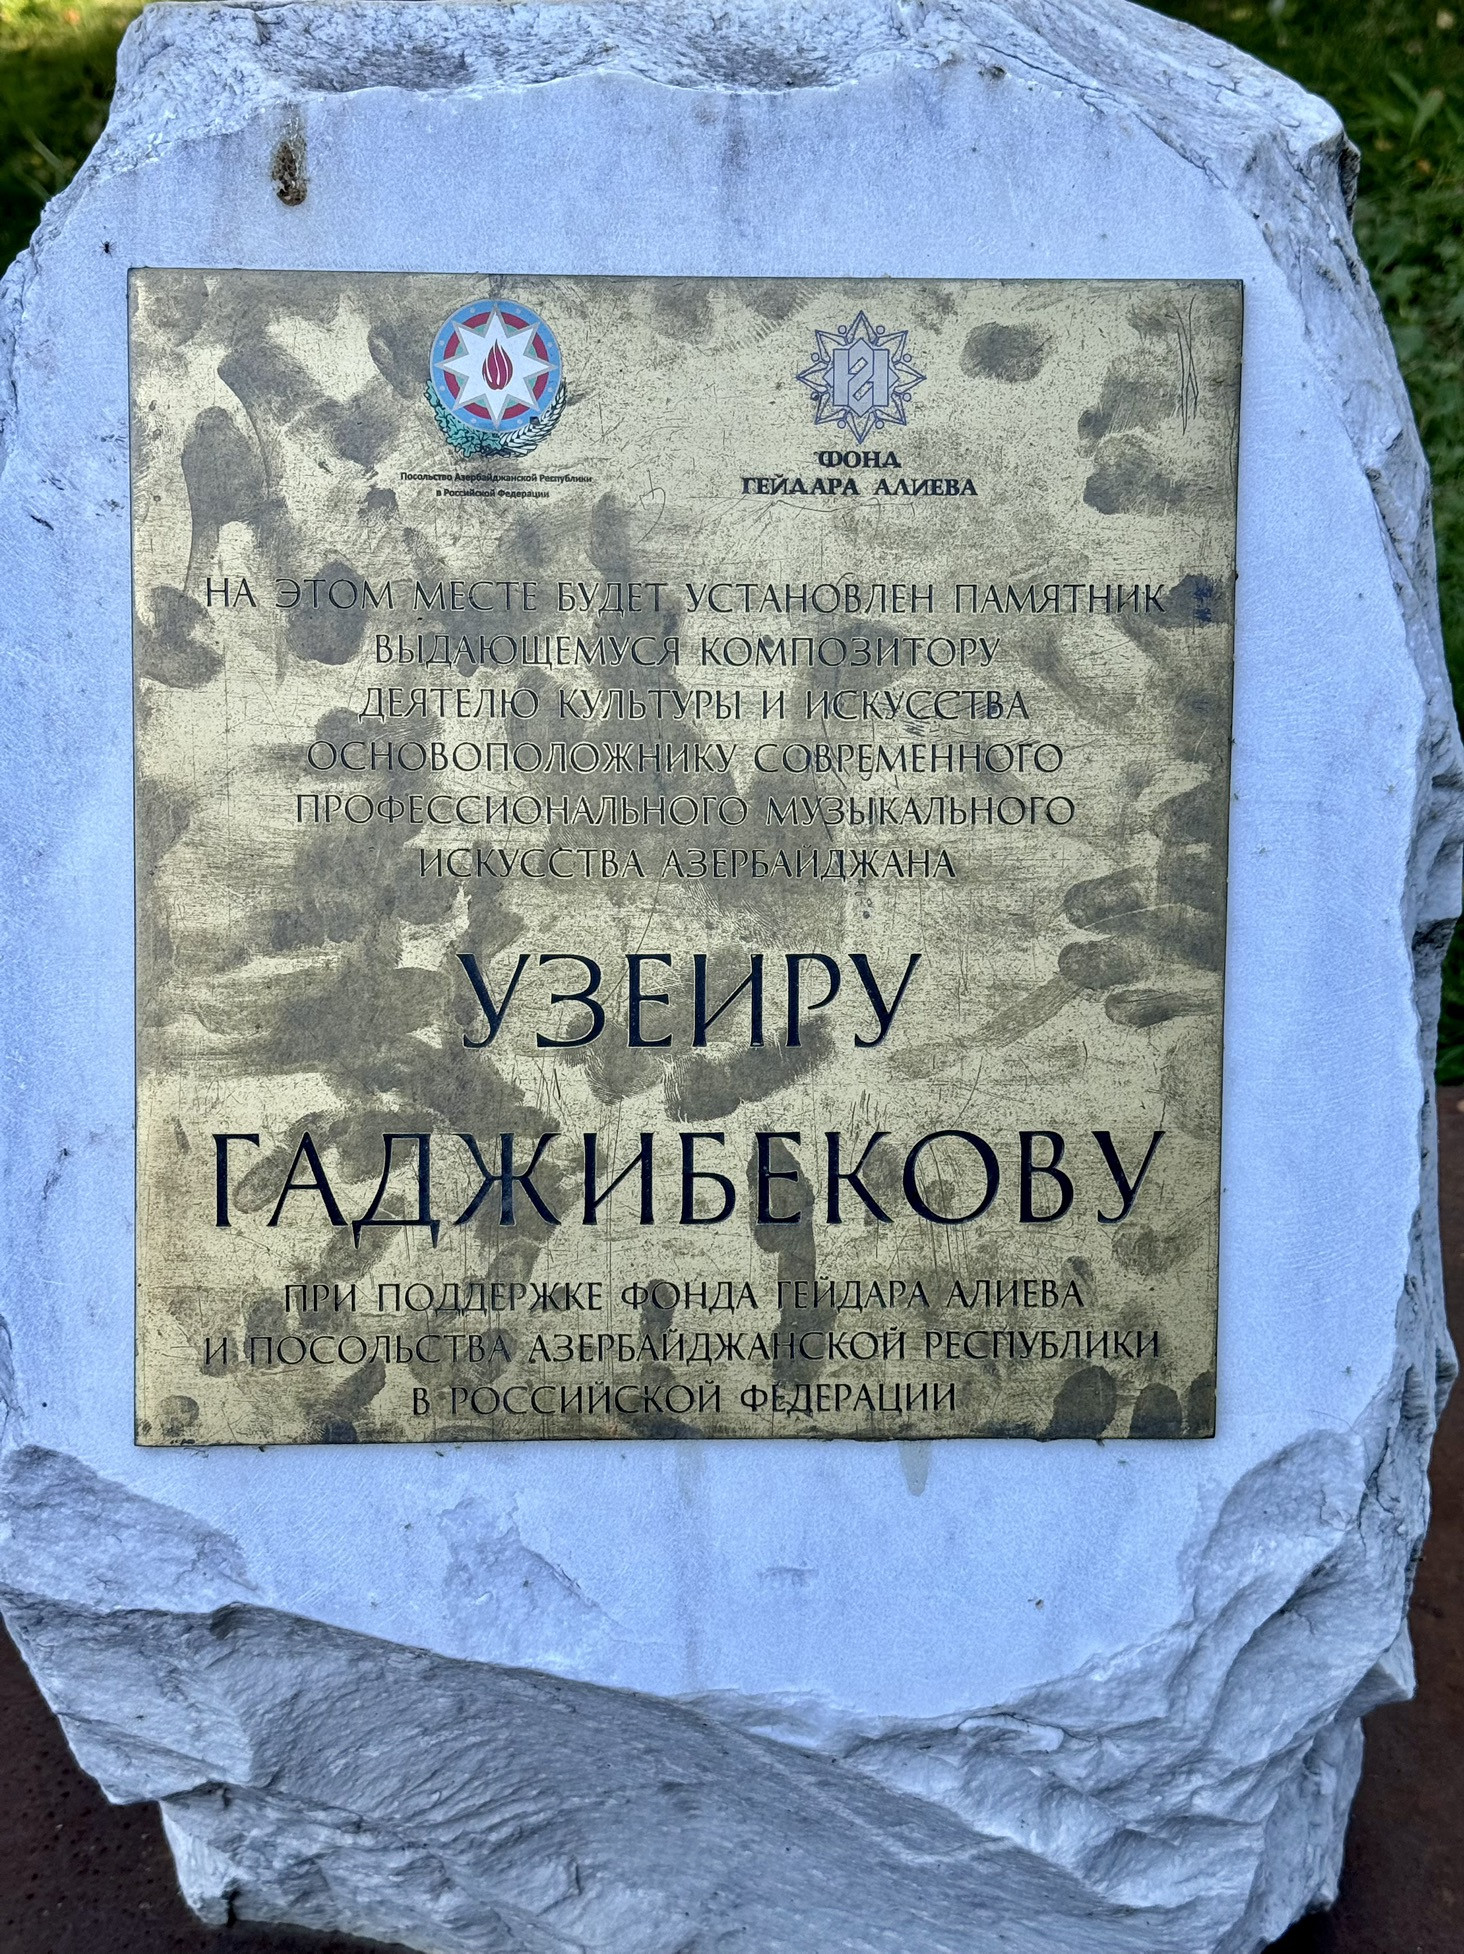 Посольство Азербайджанской Республики
в Российской Федерации
ФОНД
ГЕЙДАРА АЛИЕВА
НА ЭТОМ МЕСТЕ БУДЕТ УСТАНОВЛЕН ПАМЯТНИК
ВЫДАЮЩЕМУСЯ КОМПОЗИТОРУ
ДЕЯТЕЛЮ КУЛЬТУРЫ И ИСКУССТВА
ОСНОВОПОЛОЖНИКУ СОВРЕМЕННОГО
ПРОФЕССИОНАЛЬНОГО МУЗЫКАЛЬНОГО
ИСКУССТВА АЗЕРБАЙДЖАНА
УЗЕИРУ
ГАДЖИБЕКОВУ
ПРИ ПОДДЕРЖКЕ ФОНДА ГЕЙДАРА АЛИЕВА
И ПОСОЛЬСТВА АЗЕРБАЙДЖАНСКОЙ РЕСПУБЛИКИ
В РОССИЙСКОЙ ФЕДЕРАЦИИ